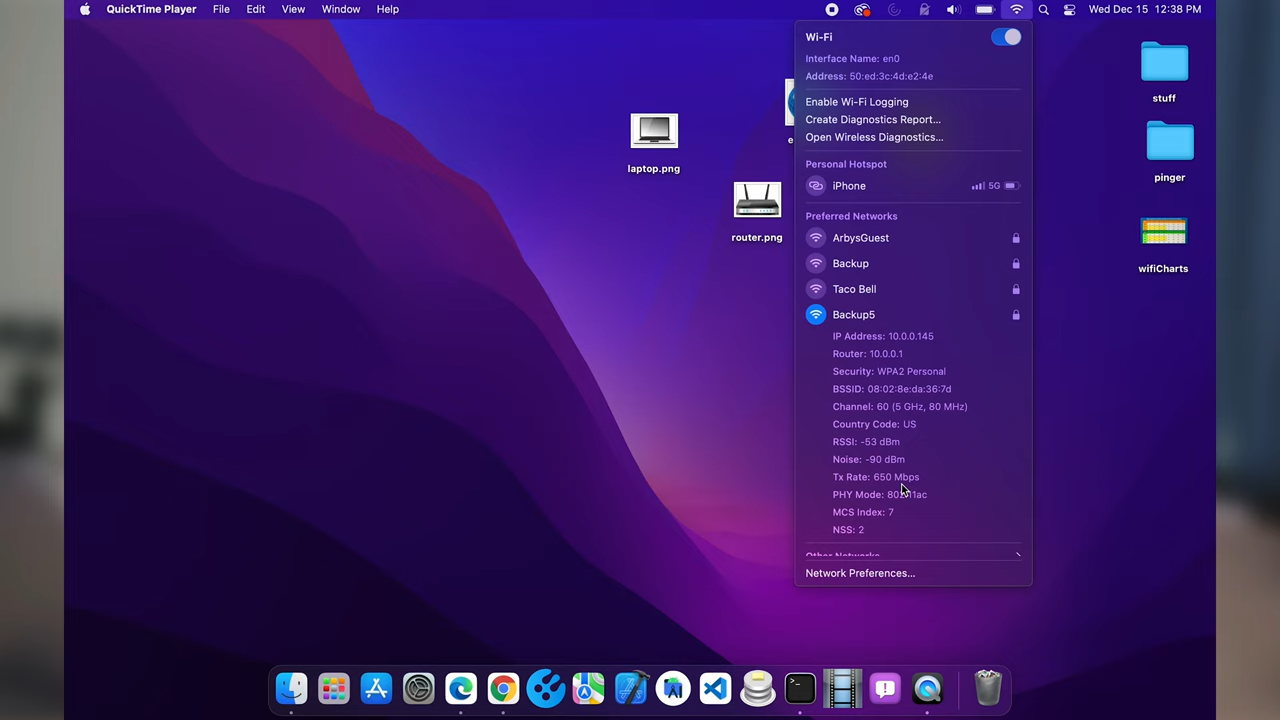 QuickTime Player File Edit View Window Help Wed Dec 15 12:38 PM
Wi-Fi
Interface Name: en0
Address: 50:ed:3c:4d:e2:4e
Enable Wi-Fi Logging
Create Diagnostics Report...
Open Wireless Diagnostics...
Personal Hotspot
iPhone 5G
Preferred Networks
ArbysGuest
Backup
Taco Bell
Backup5
IP Address: 10.0.0.145
Router: 10.0.0.1
Security: WPA2 Personal
BSSID: 08:02:8e:da:36:7d
Channel: 60 (5 GHz, 80 MHz)
Country Code: US
RSSI: -53 dBm
Noise: -90 dBm
Tx Rate: 650 Mbps
PHY Mode: 802.11ac
MCS Index: 7
NSS: 2
Other Networks
Network Preferences...
laptop.png
router.png
e
stuff
pinger
wifiCharts